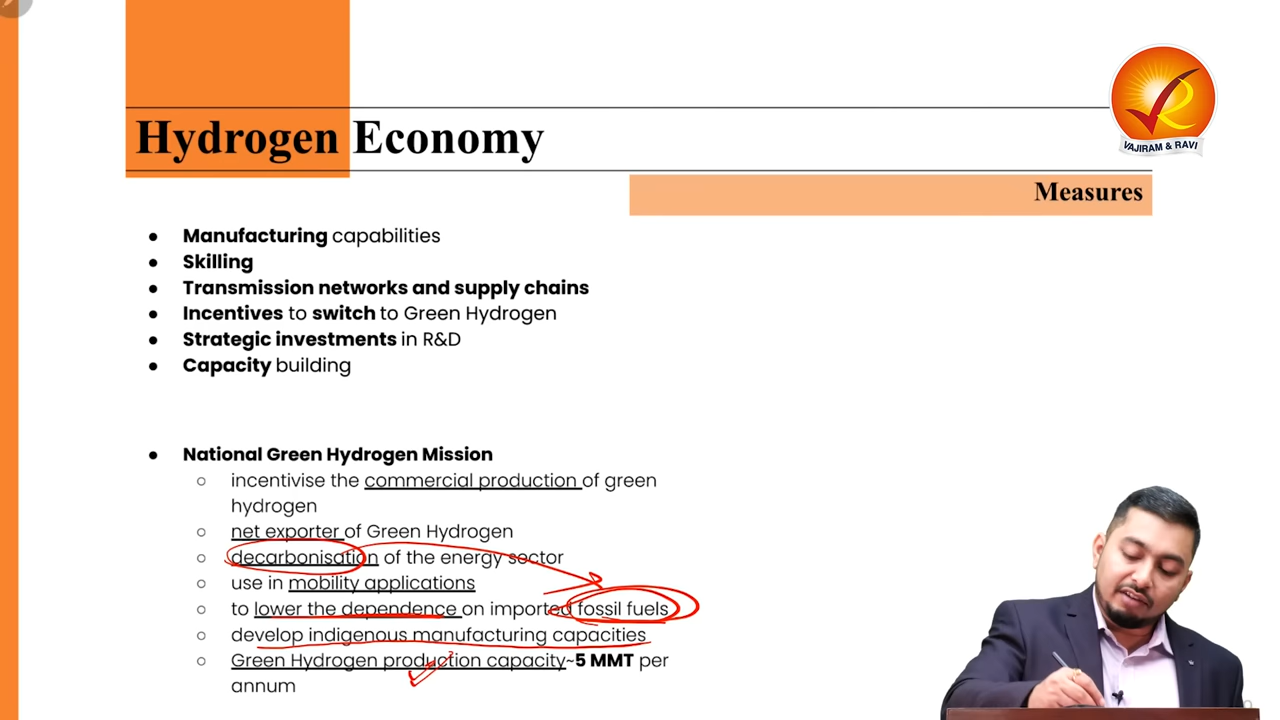 Hydrogen Economy
VAJIRAM & RAVI
Measures
● Manufacturing capabilities
● Skilling
● Transmission networks and supply chains
● Incentives to switch to Green Hydrogen
● Strategic investments in R&D
● Capacity building
● National Green Hydrogen Mission
○ incentivise the commercial production of green
hydrogen
○ net exporter of Green Hydrogen
○ decarbonisation of the energy sector
○ use in mobility applications
○ to lower the dependence on imported fossil fuels
○ develop indigenous manufacturing capacities
○ Green Hydrogen production capacity~5 MMT per
annum